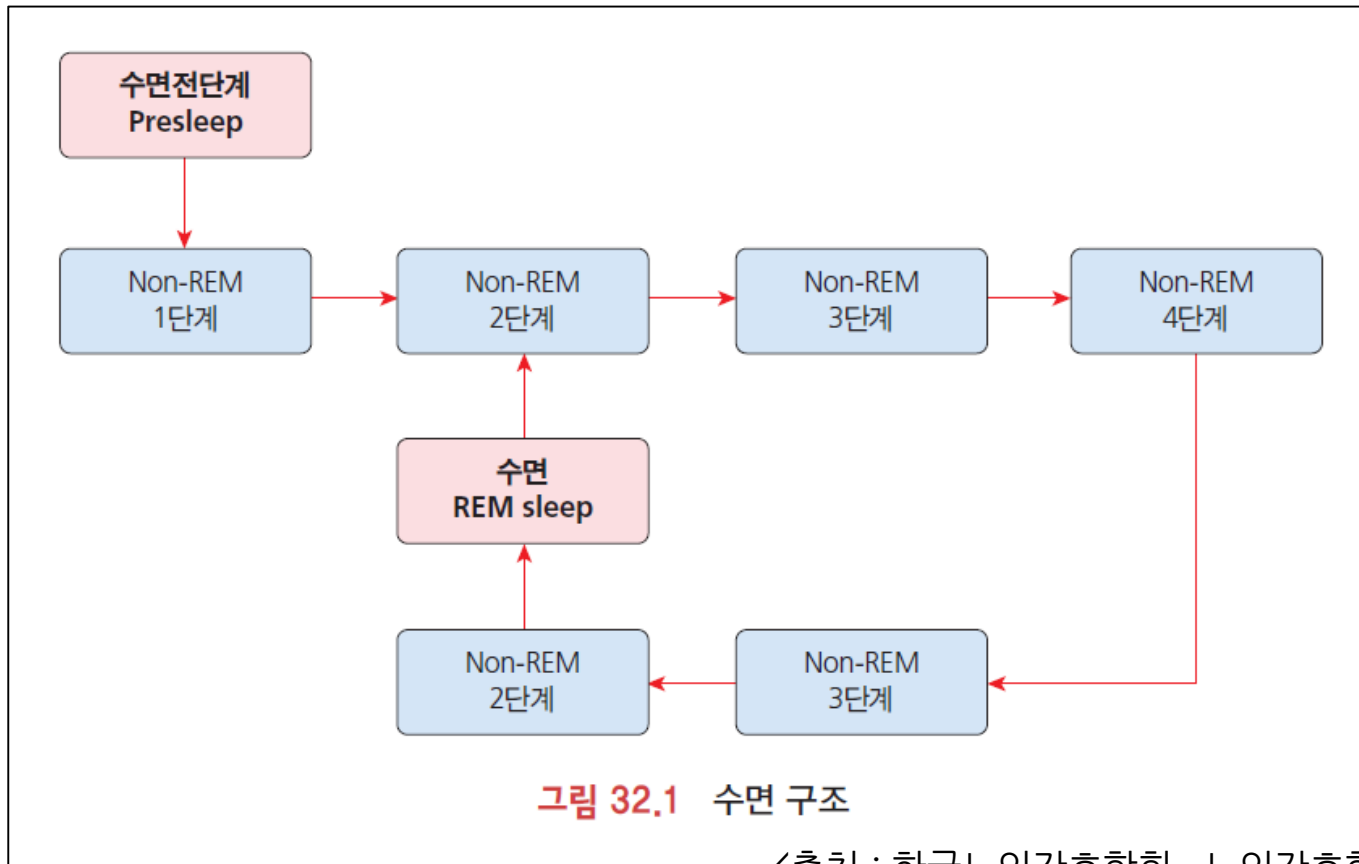 수면전단계
Presleep
Non-REM
1단계
Non-REM
2단계
Non-REM
3단계
Non-REM
4단계
수면
REM sleep
Non-REM
2단계
Non-REM
3단계
그림 32.1 수면 구조